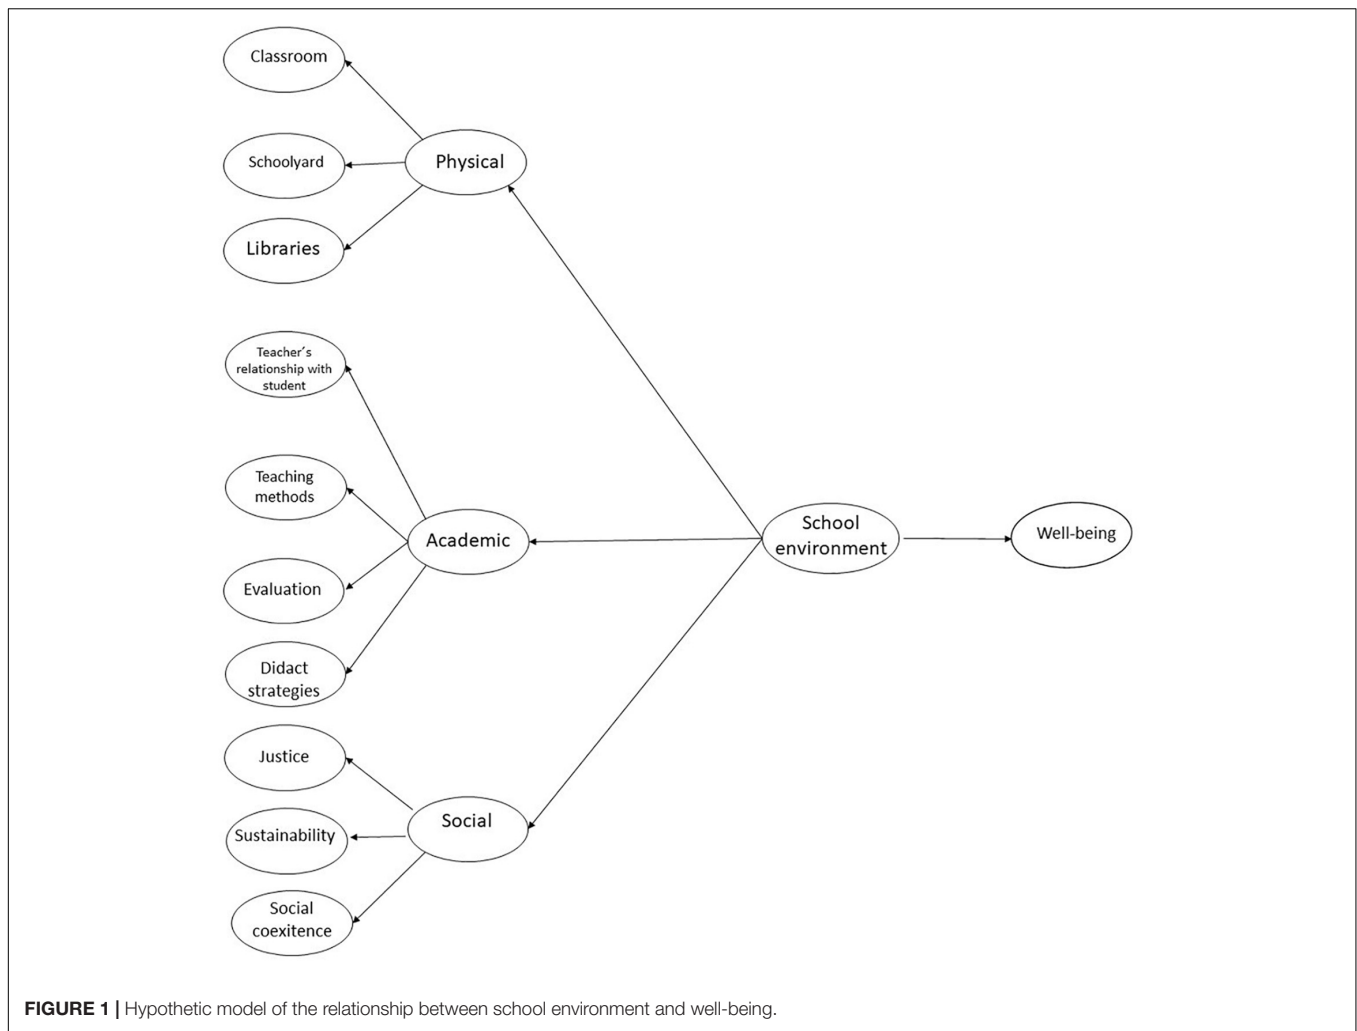 Classroom
Physical
Schoolyard
Libraries
Teacher´s
relationship with
student
Teaching
methods
Academic
Evaluation
Didact
strategies
School
environment
Well-being
Justice
Social
Sustainability
Social
coexitence
FIGURE 1 | Hypothetic model of the relationship between school environment and well-being.